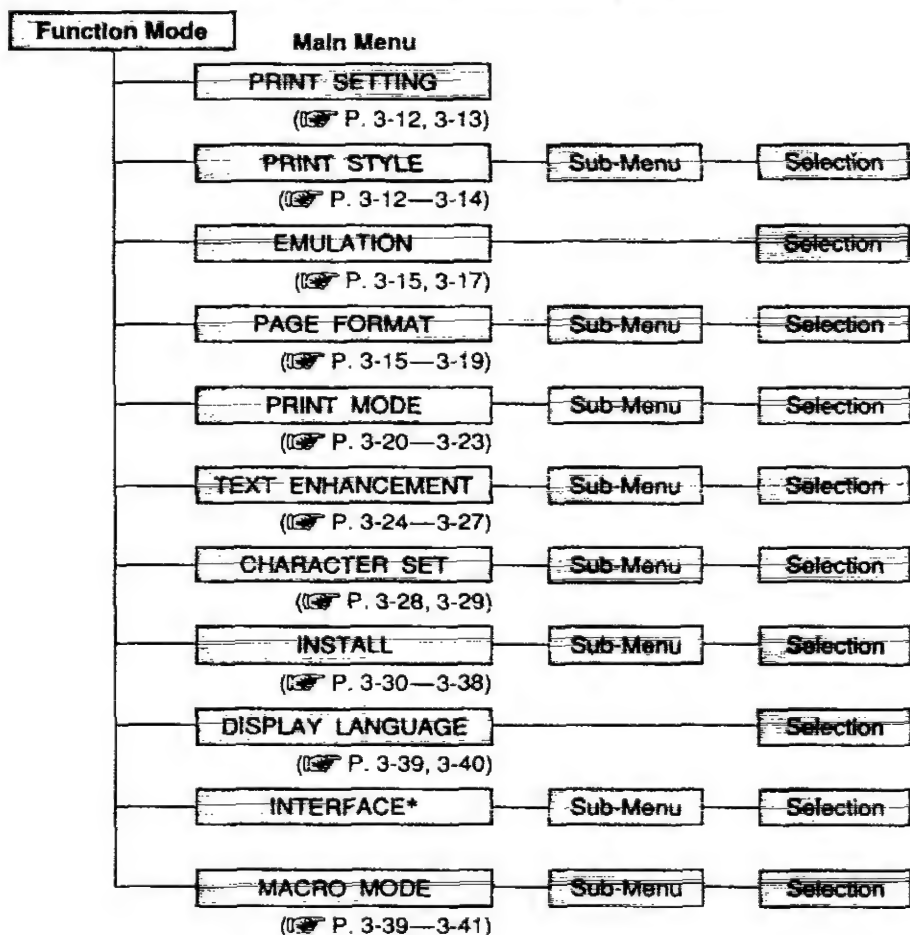 Function Mode
Main Menu
PRINT SETTING
(☞ P. 3-12, 3-13)
PRINT STYLE Sub-Menu Selection
(☞ P. 3-12—3-14)
EMULATION Selection
(☞ P. 3-15, 3-17)
PAGE FORMAT Sub-Menu Selection
(☞ P. 3-15—3-19)
PRINT MODE Sub-Menu Selection
(☞ P. 3-20—3-23)
TEXT ENHANCEMENT Sub-Menu Selection
(☞ P. 3-24—3-27)
CHARACTER SET Sub-Menu Selection
(☞ P. 3-28, 3-29)
INSTALL Sub-Menu Selection
(☞ P. 3-30—3-38)
DISPLAY LANGUAGE Selection
(☞ P. 3-39, 3-40)
INTERFACE* Sub-Menu Selection
MACRO MODE Sub-Menu Selection
(☞ P. 3-39—3-41)